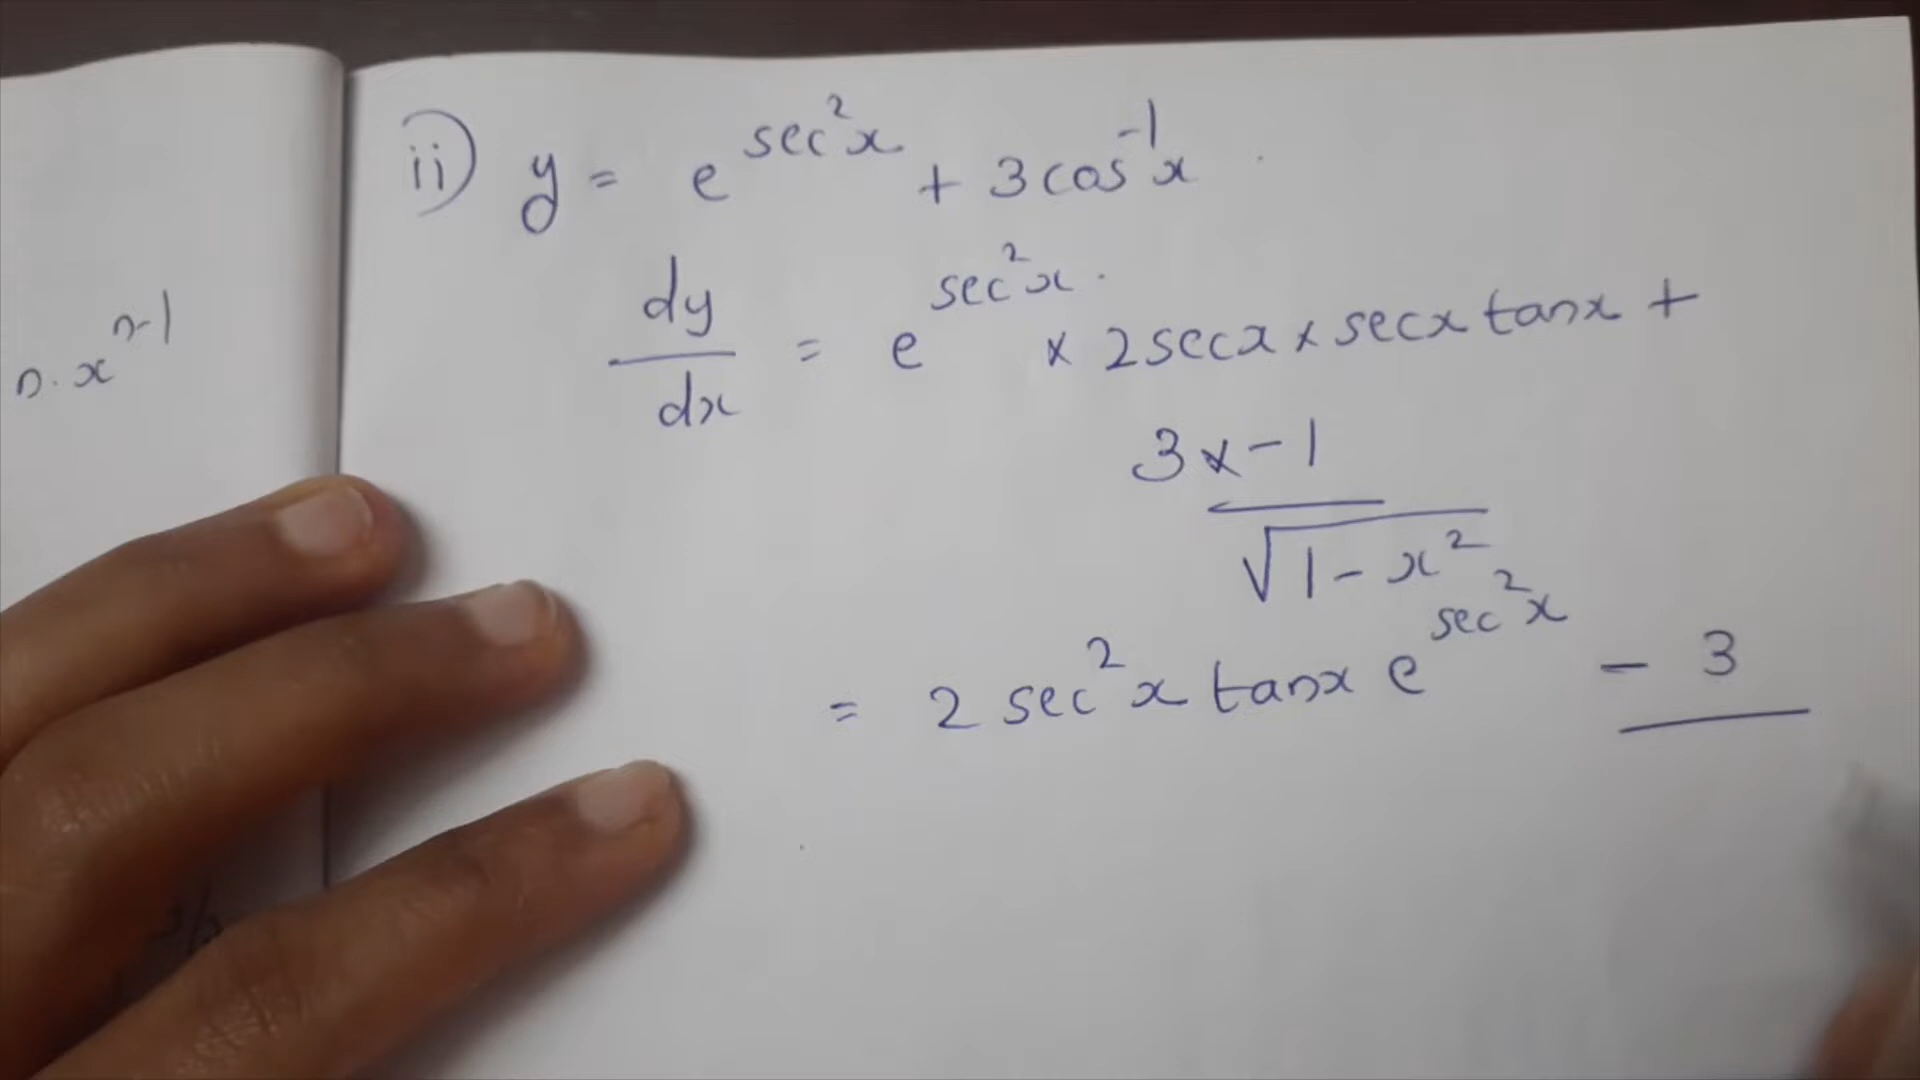 n. x^{n-1}
ii) y = e^{sec²x} + 3cos⁻¹x
dy/dx = e^{sec²x} × 2secx × secx tanx +
3 × -1/√(1-x²)
= 2 sec²x tanx e^{sec²x} - 3